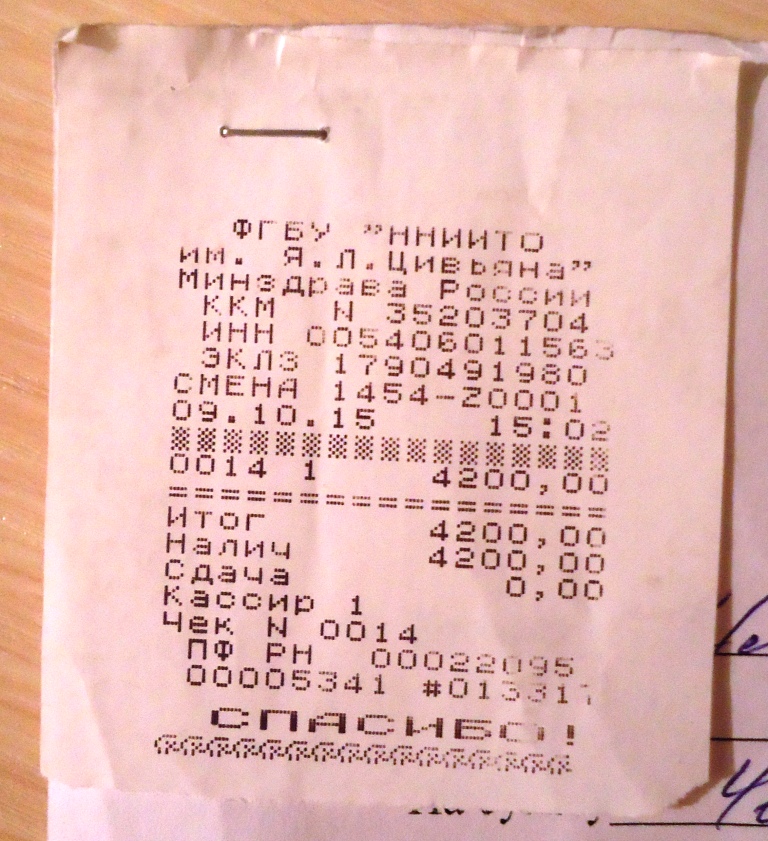 ФГБУ "ННИИТО
им. Я.Л.Цивьяна"
Минздрава России
ККМ N 35203704
ИНН 005406011563
ЭКЛЗ 1790491980
СМЕНА 1454-Z0001
09.10.15 15:02
0014 1 4200,00
================
Итог 4200,00
Налич 4200,00
Сдача 0,00
Кассир 1
Чек N 0014
ПФ РН 00022095
00005341
СПАСИБО!